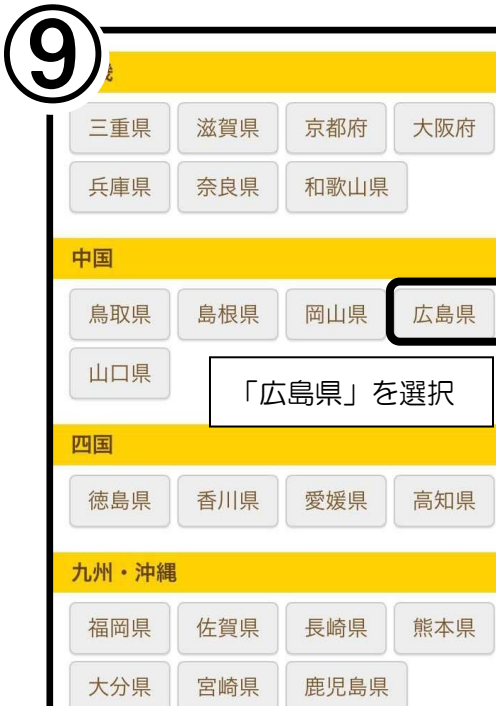 ⑨
三重県 滋賀県 京都府 大阪府
兵庫県 奈良県 和歌山県
中国
鳥取県 島根県 岡山県 広島県
山口県
「広島県」を選択
四国
徳島県 香川県 愛媛県 高知県
九州・沖縄
福岡県 佐賀県 長崎県 熊本県
大分県 宮崎県 鹿児島県